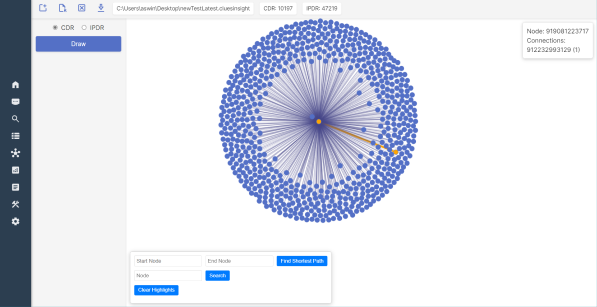 C:\Users\aswin\Desktop\newTestLatest.cluesinsight CDR: 10197 IPDR: 47219
CDR IPDR
Draw
Node: 919081223717
Connections:
912232993129 (1)
Start Node End Node Find Shortest Path
Node Search
Clear Highlights